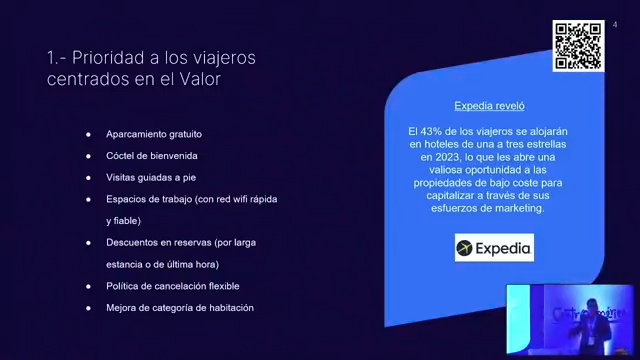 4
1.- Prioridad a los viajeros
centrados en el Valor
Aparcamiento gratuito
Cóctel de bienvenida
Visitas guiadas a pie
Espacios de trabajo (con red wifi rápida
y fiable)
Descuentos en reservas (por larga
estancia o de última hora)
Política de cancelación flexible
Mejora de categoría de habitación
Expedia reveló
El 43% de los viajeros se alojarán
en hoteles de una a tres estrellas
en 2023, lo que les abre una
valiosa oportunidad a las
propiedades de bajo coste para
capitalizar a través de sus
esfuerzos de marketing.
Expedia